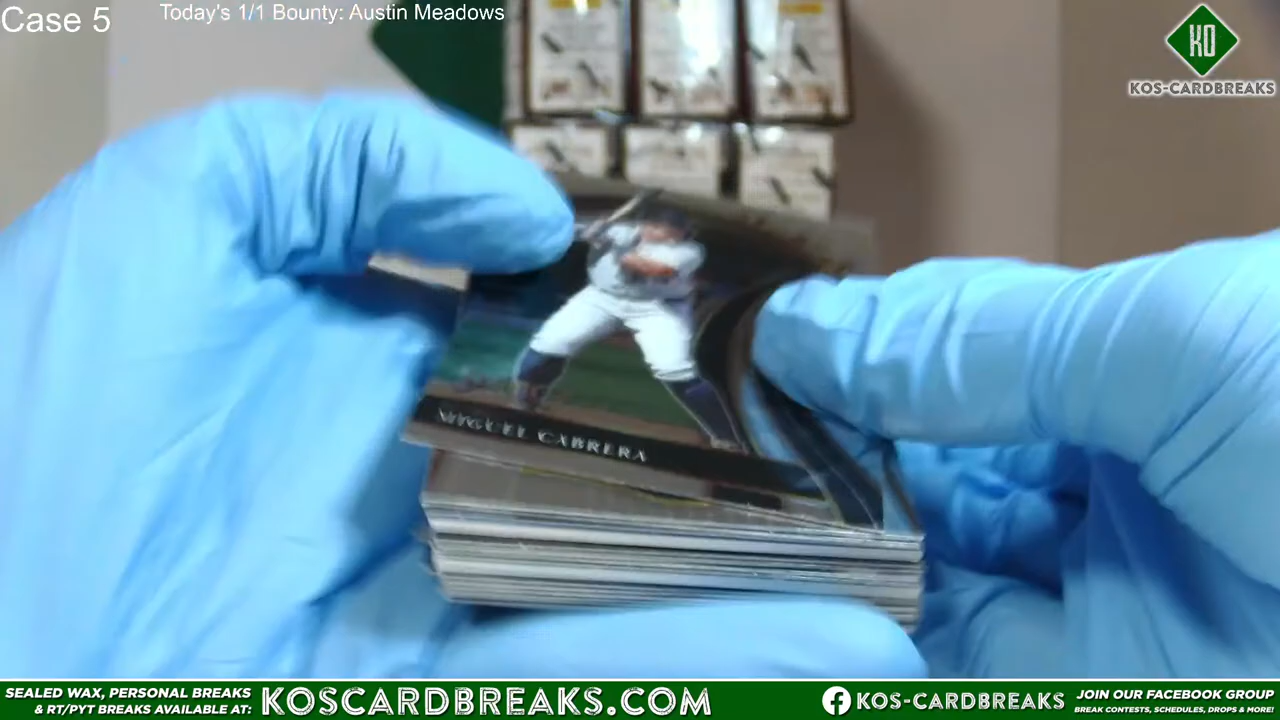 Case 5
Today's 1/1 Bounty: Austin Meadows
KO
KOS-CARDBREAKS
MIGUEL CABRERA
SEALED WAX, PERSONAL BREAKS
& RT/PYT BREAKS AVAILABLE AT:
KOSCARDBREAKS.COM
KOS-CARDBREAKS
JOIN OUR FACEBOOK GROUP
BREAK CONTESTS, SCHEDULES, DROPS & MORE!